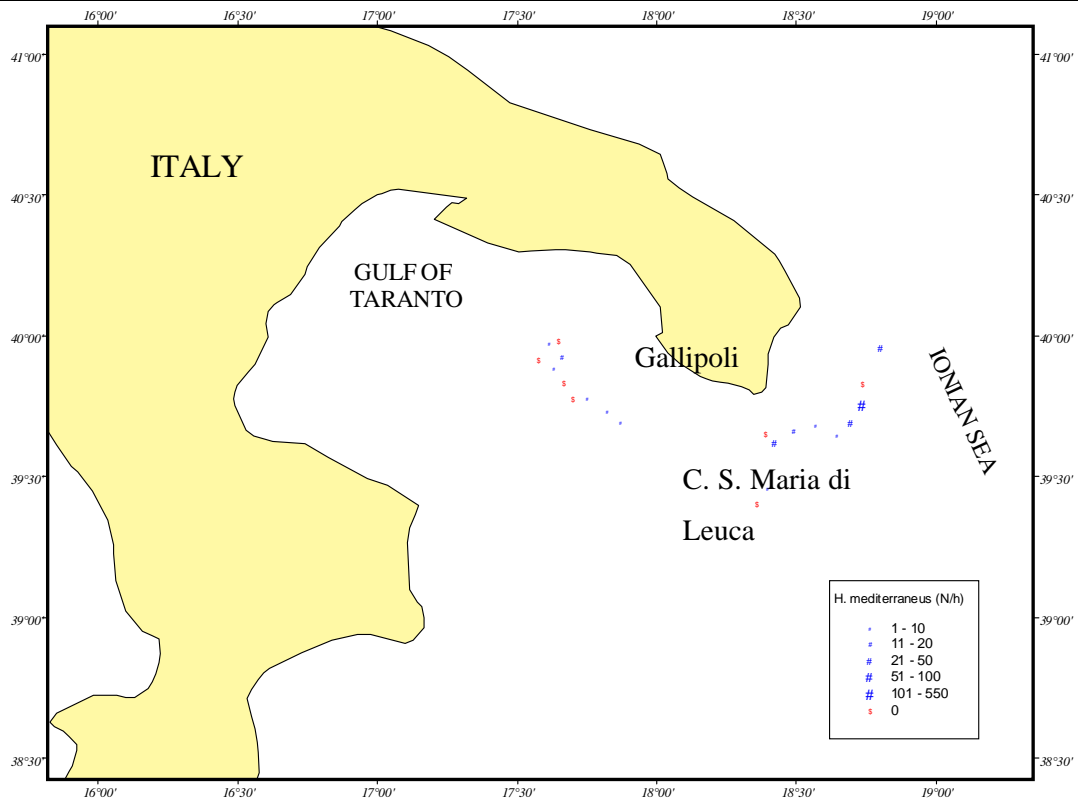 16°00' 16°30' 17°00' 17°30' 18°00' 18°30' 19°00'
41°00' 41°00'
ITALY
40°30' 40°30'
GULF OF
TARANTO
40°00' 40°00'
Gallipoli
IONIAN SEA
39°30' 39°30'
C. S. Maria di
Leuca
H. mediterraneus (N/h)
# 1 - 10
# 11 - 20
# 21 - 50
# 51 - 100
# 101 - 550
$ 0
39°00' 39°00'
38°30' 38°30'
16°00' 16°30' 17°00' 17°30' 18°00' 18°30' 19°00'